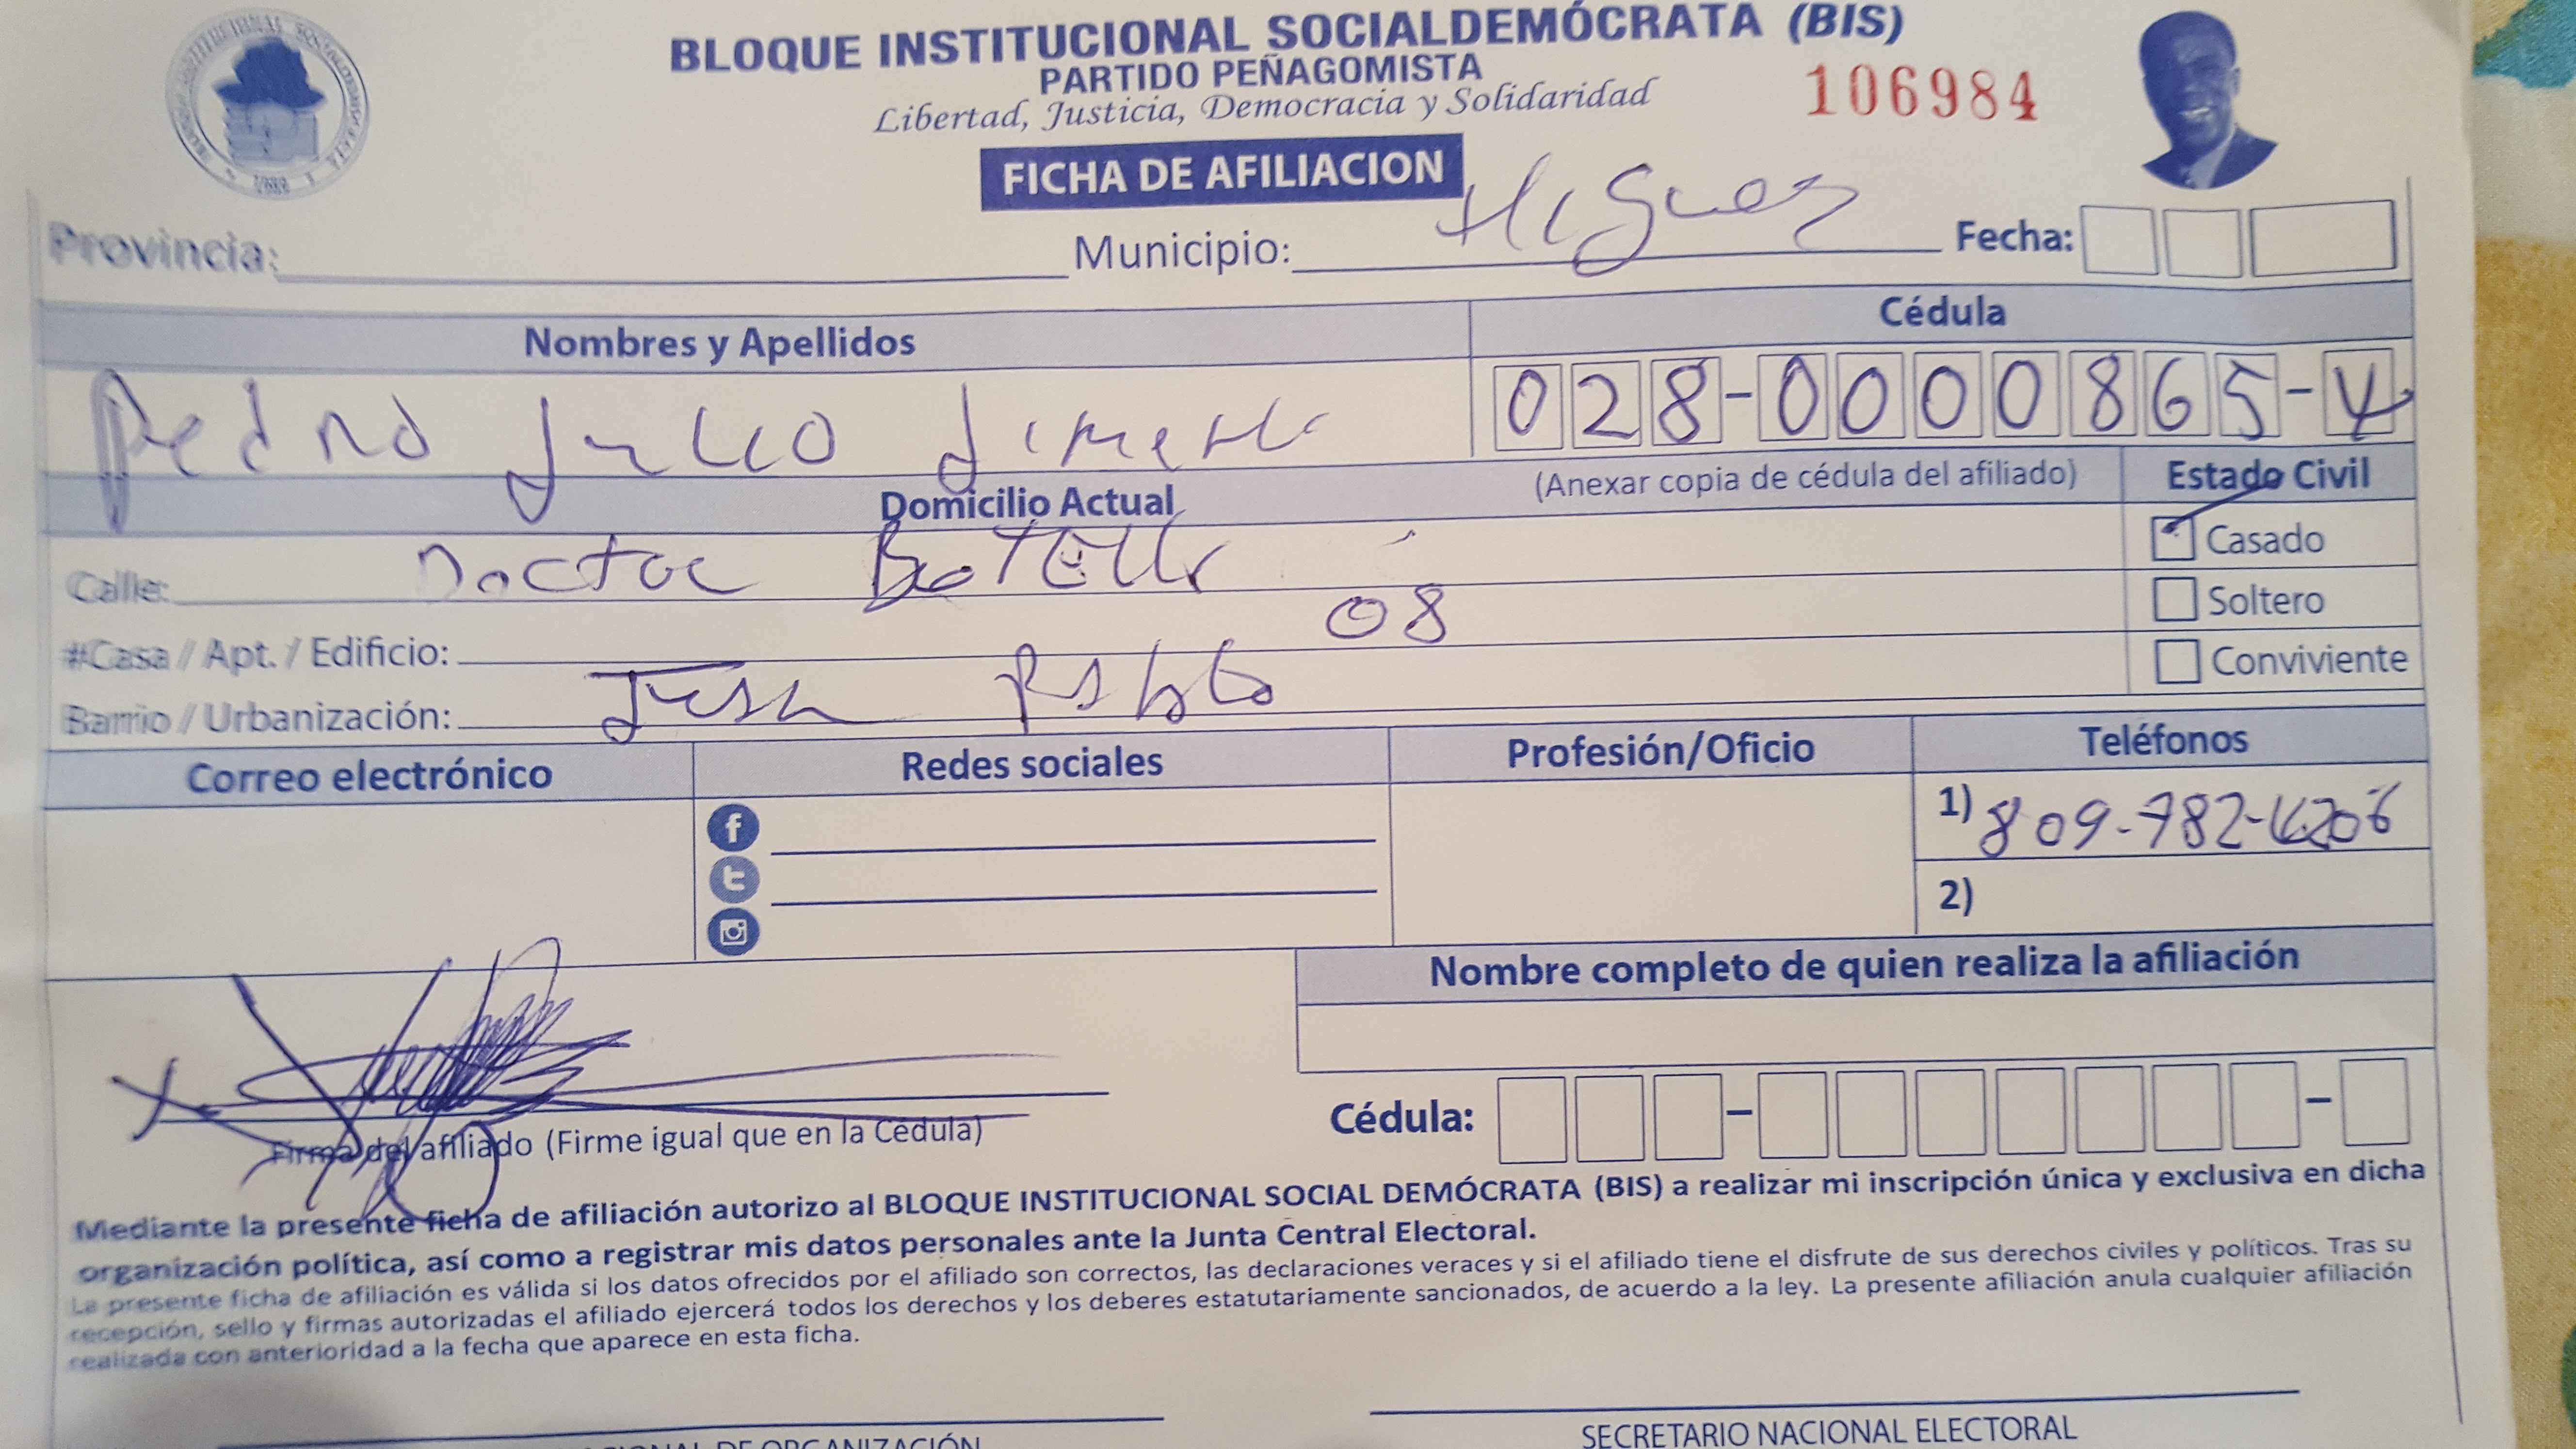 BLOQUE INSTITUCIONAL SOCIALDEMÓCRATA (BIS)
PARTIDO PEÑAGOMISTA
Libertad, Justicia, Democracia y Solidaridad
106984
FICHA DE AFILIACION
Provincia: Municipio: Higuey Fecha:
Nombres y Apellidos Cédula
Pedro Julio 028-0000865-4
Domicilio Actual (Anexar copia de cédula del afiliado) Estado Civil
Calle: Doctor Casado
#Casa / Apt. / Edificio: 08 Soltero
Barrio / Urbanización: Conviviente
Correo electrónico Redes sociales Profesión/Oficio Teléfonos
1) 809-782-4206
2)
Nombre completo de quien realiza la afiliación
Cédula:
Firma del afiliado (Firme igual que en la Cédula)
Mediante la presente ficha de afiliación autorizo al BLOQUE INSTITUCIONAL SOCIAL DEMÓCRATA (BIS) a realizar mi inscripción única y exclusiva en dicha
organización política, así como a registrar mis datos personales ante la Junta Central Electoral.
La presente ficha de afiliación es válida si los datos ofrecidos por el afiliado son correctos, las declaraciones veraces y si el afiliado tiene el disfrute de sus derechos civiles y políticos. Tras su
recepción, sello y firmas autorizadas el afiliado ejercerá todos los derechos y los deberes estatutariamente sancionados, de acuerdo a la ley. La presente afiliación anula cualquier afiliación
realizada con anterioridad a la fecha que aparece en esta ficha.
DE ORGANIZACIÓN SECRETARIO NACIONAL ELECTORAL